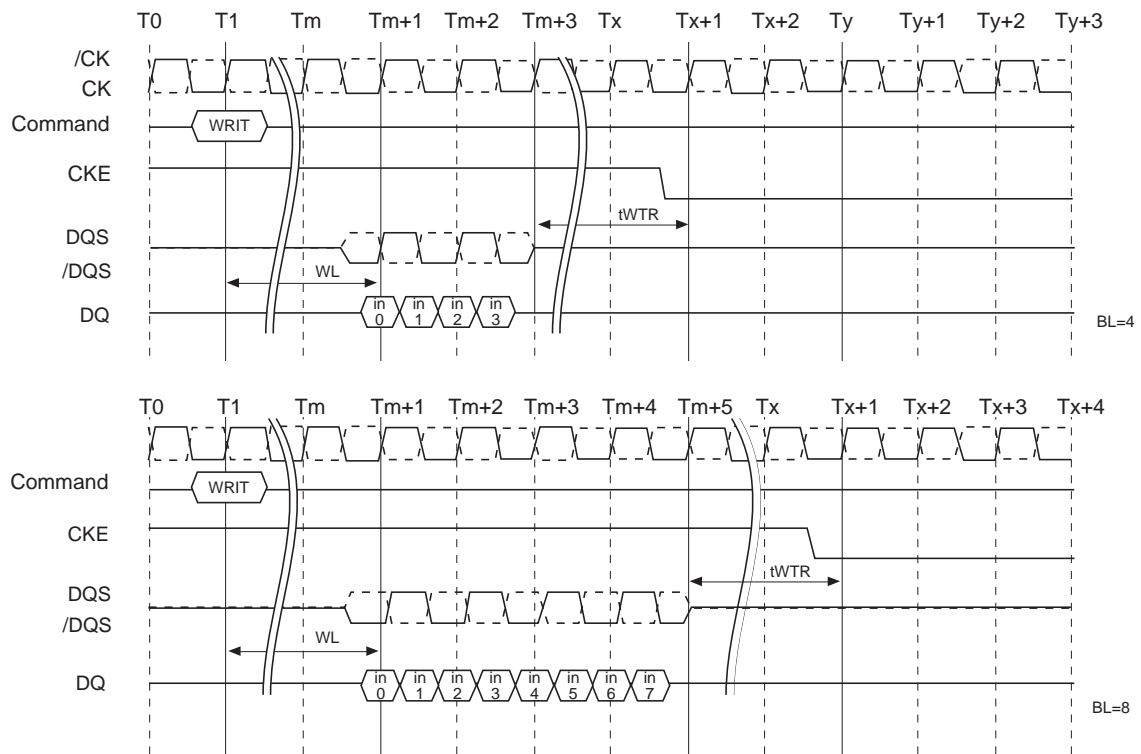 T0 T1 Tm Tm+1 Tm+2 Tm+3 Tx Tx+1 Tx+2 Ty Ty+1 Ty+2 Ty+3
/CK
CK
Command WRIT
CKE
tWTR
DQS
/DQS
WL
DQ in 0 in 1 in 2 in 3
BL=4
T0 T1 Tm Tm+1 Tm+2 Tm+3 Tm+4 Tm+5 Tx Tx+1 Tx+2 Tx+3 Tx+4
Command WRIT
CKE
tWTR
DQS
/DQS
WL
DQ in 0 in 1 in 2 in 3 in 4 in 5 in 6 in 7
BL=8